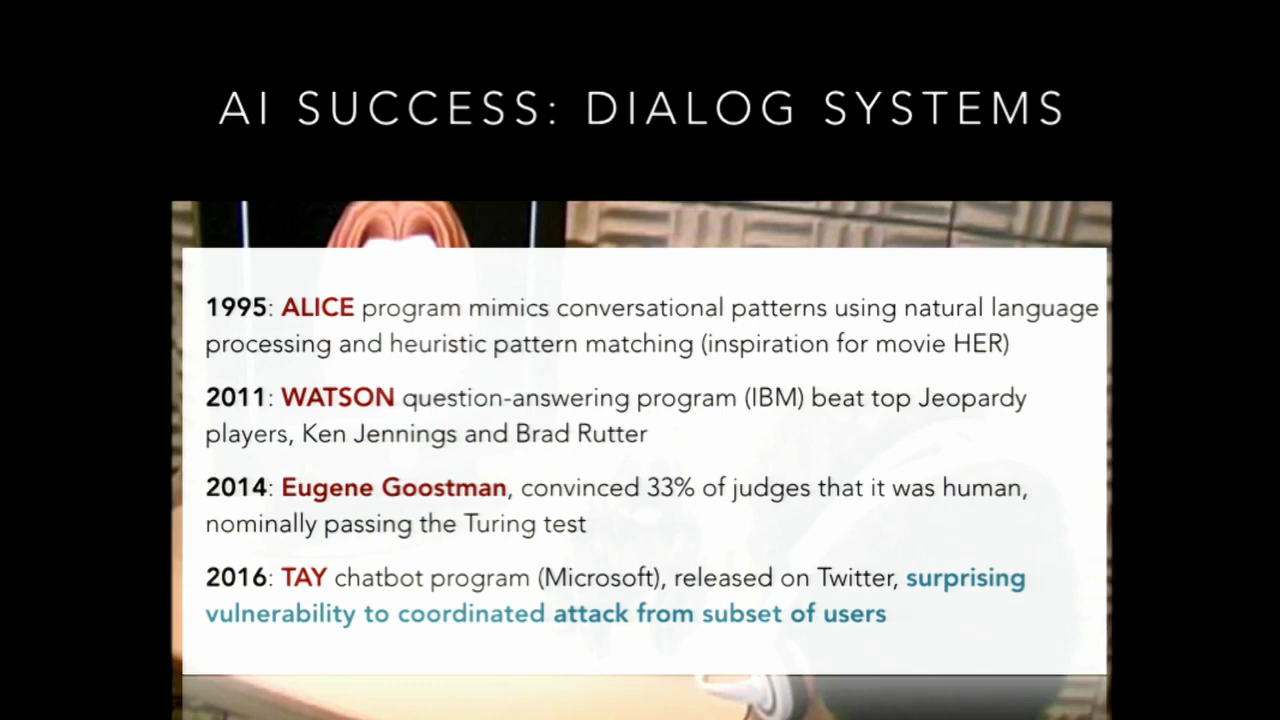 AI SUCCESS: DIALOG SYSTEMS
1995: ALICE program mimics conversational patterns using natural language
processing and heuristic pattern matching (inspiration for movie HER)
2011: WATSON question-answering program (IBM) beat top Jeopardy
players, Ken Jennings and Brad Rutter
2014: Eugene Goostman, convinced 33% of judges that it was human,
nominally passing the Turing test
2016: TAY chatbot program (Microsoft), released on Twitter, surprising
vulnerability to coordinated attack from subset of users